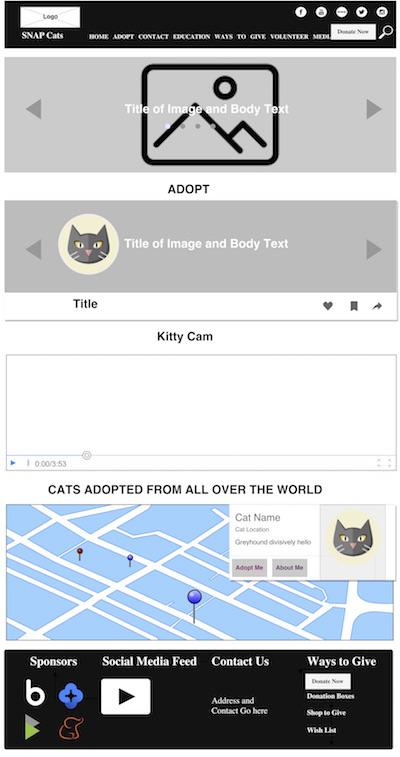 Logo
SNAP Cats
HOME ADOPT CONTACT EDUCATION WAYS TO GIVE VOLUNTEER MEDI
Donate Now
Title of Image and Body Text
ADOPT
Title of Image and Body Text
Title
Kitty Cam
0:00/3:53
CATS ADOPTED FROM ALL OVER THE WORLD
Cat Name
Cat Location
Greyhound divisively hello
Adopt Me About Me
Sponsors Social Media Feed Contact Us Ways to Give
Donate Now
Donation Boxes
Address and
Contact Go here
Shop to Give
Wish List